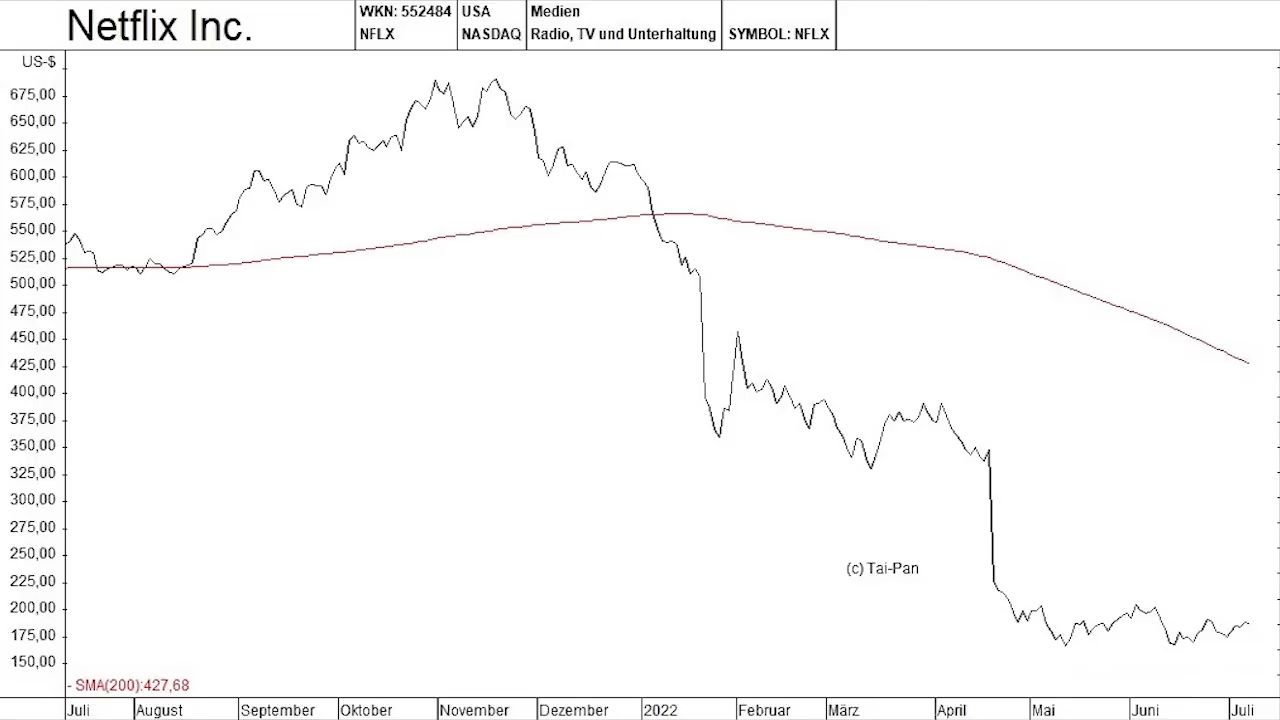 Netflix Inc.
WKN: 552484
NFLX
USA
NASDAQ
Medien
Radio, TV und Unterhaltung
SYMBOL: NFLX
US-$
675,00
650,00
625,00
600,00
575,00
550,00
525,00
500,00
475,00
450,00
425,00
400,00
375,00
350,00
325,00
300,00
275,00
250,00
225,00
200,00
175,00
150,00
(c) Tai-Pan
- SMA(200):427,68
Juli August September Oktober November Dezember 2022 Februar März April Mai Juni Juli